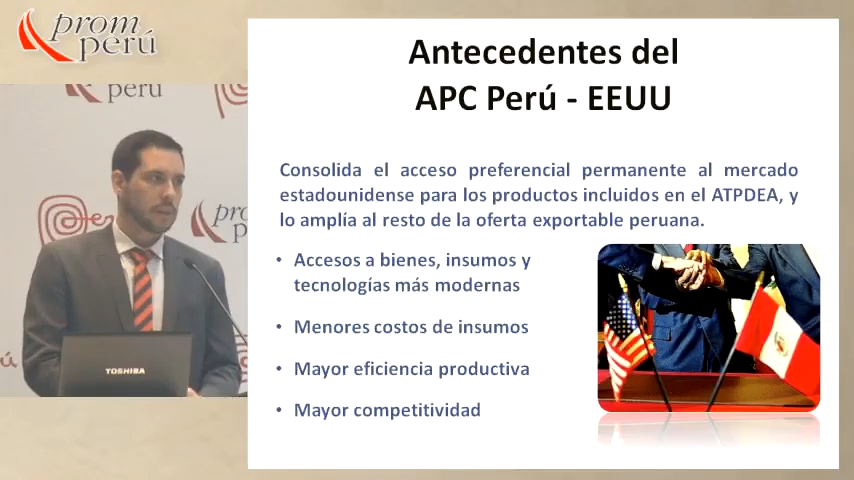 prom
perú
perú
pro
p
TOSHIBA
Antecedentes del
APC Perú - EEUU
Consolida el acceso preferencial permanente al mercado
estadounidense para los productos incluidos en el ATPDEA, y
lo amplía al resto de la oferta exportable peruana.
• Accesos a bienes, insumos y
tecnologías más modernas
• Menores costos de insumos
• Mayor eficiencia productiva
• Mayor competitividad